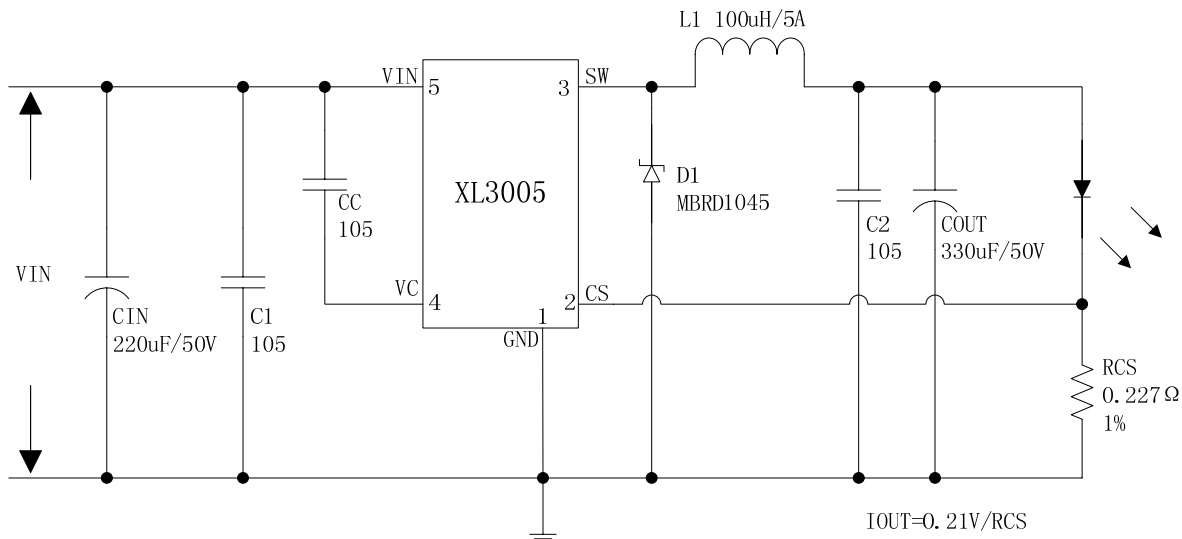 L1 100uH/5A
VIN
5
3
SW
XL3005
CC
105
D1
MBRD1045
C2
105
COUT
330uF/50V
VIN
VC
4
2
CS
1
GND
CIN
220uF/50V
C1
105
RCS
0.227Ω
1%
IOUT=0.21V/RCS